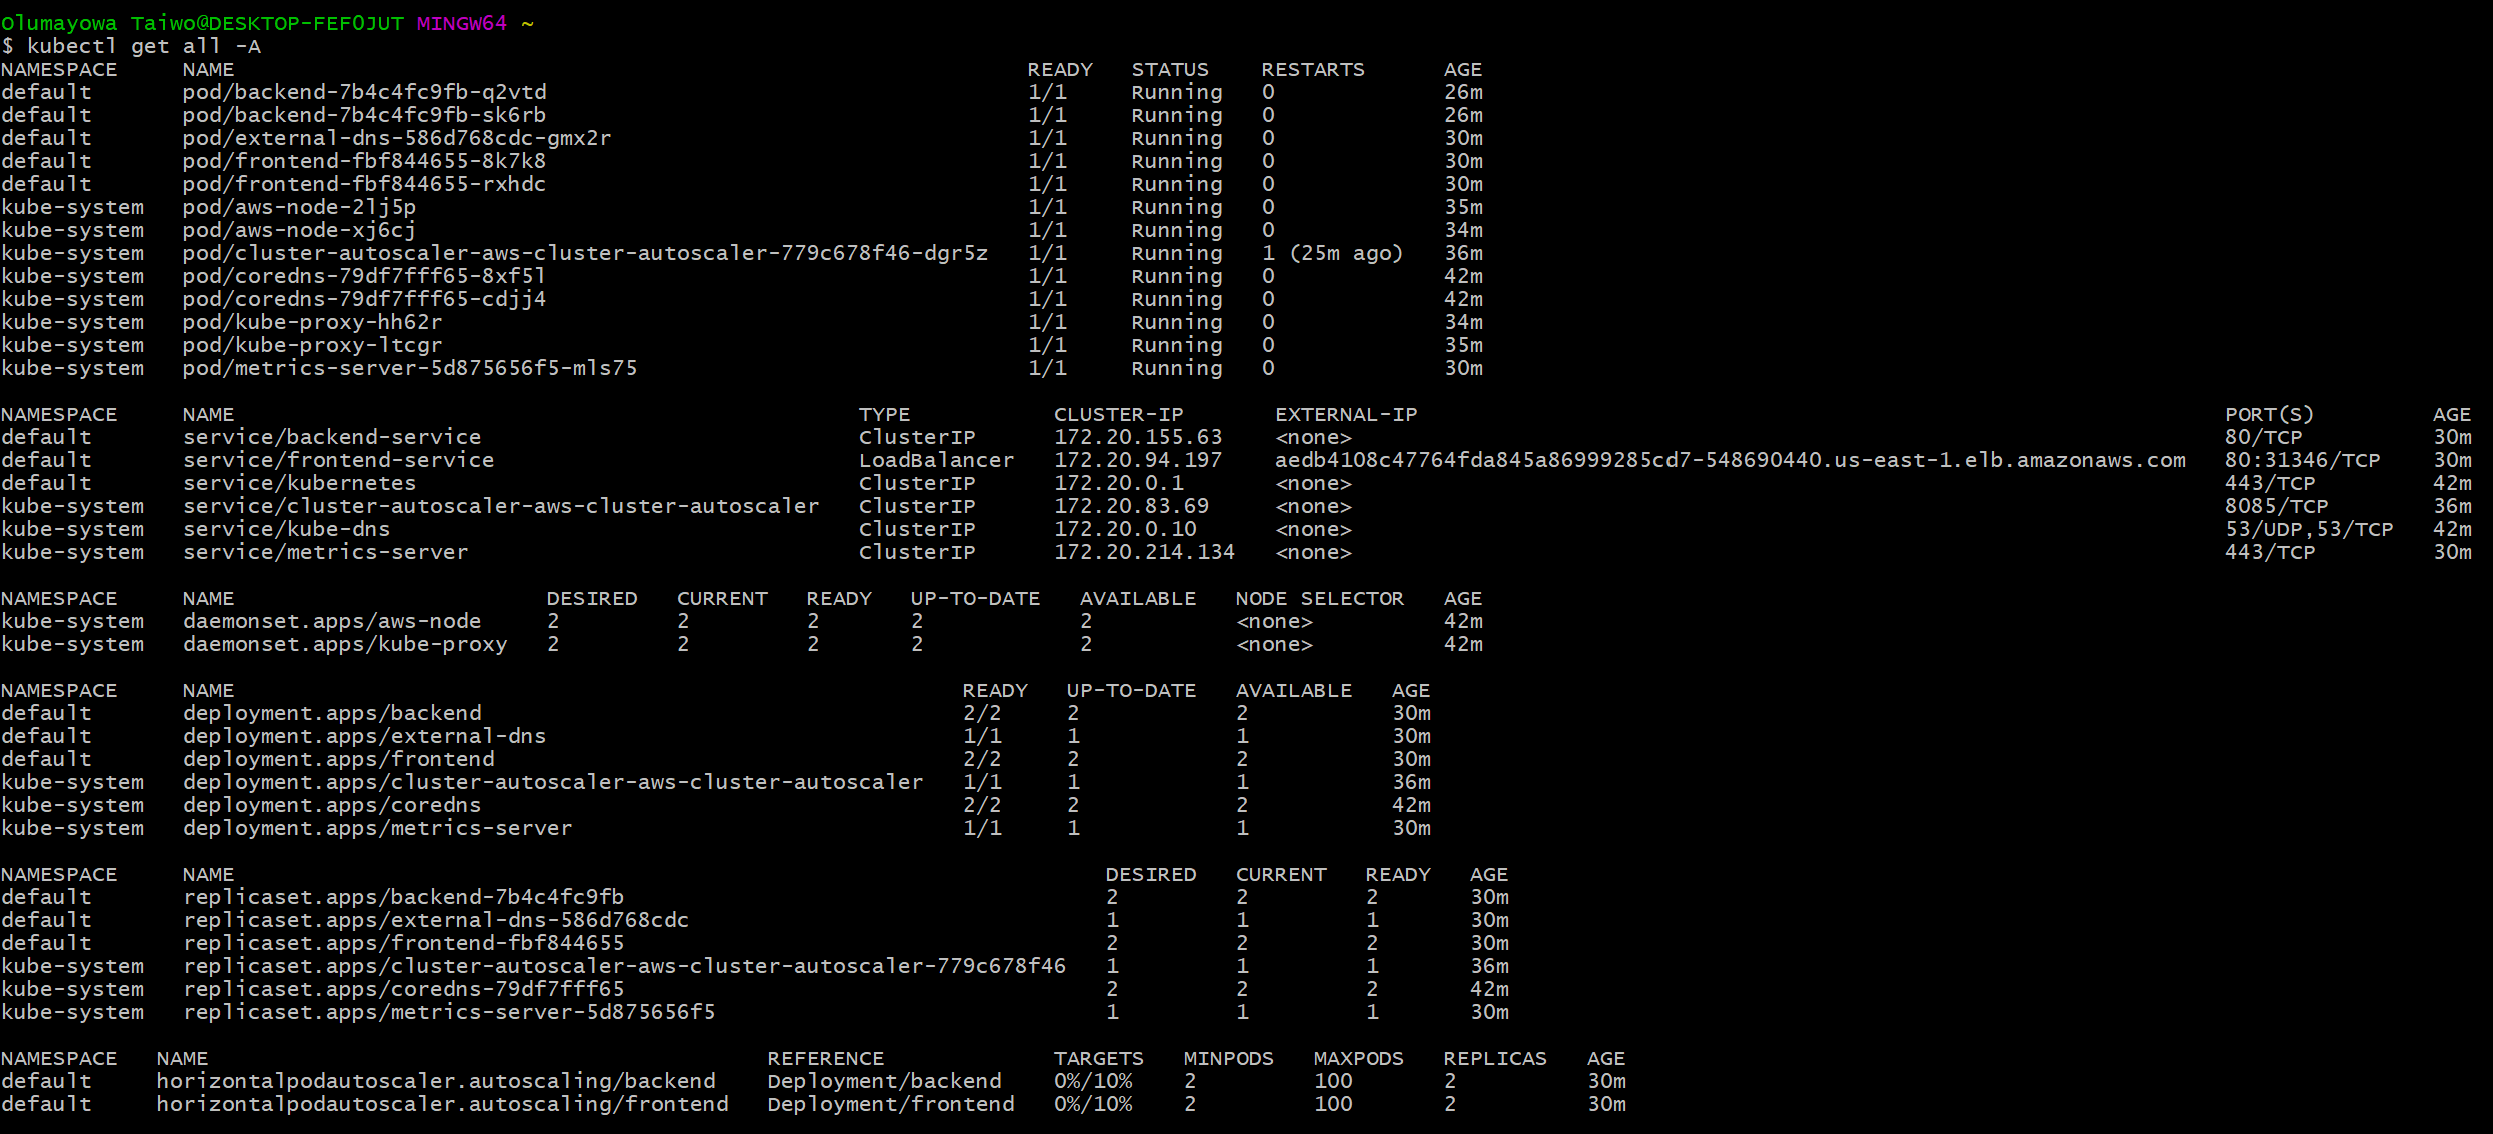 Olumayowa Taiwo@DESKTOP-FEFOJUT MINGW64 ~
$ kubectl get all -A
NAMESPACE NAME READY STATUS RESTARTS AGE
default pod/backend-7b4c4fc9fb-q2vtd 1/1 Running 0 26m
default pod/backend-7b4c4fc9fb-sk6rb 1/1 Running 0 26m
default pod/external-dns-586d768cdc-gmx2r 1/1 Running 0 30m
default pod/frontend-fbf844655-8k7k8 1/1 Running 0 30m
default pod/frontend-fbf844655-rxhdc 1/1 Running 0 30m
kube-system pod/aws-node-2lj5p 1/1 Running 0 35m
kube-system pod/aws-node-xj6cj 1/1 Running 0 34m
kube-system pod/cluster-autoscaler-aws-cluster-autoscaler-779c678f46-dgr5z 1/1 Running 1 (25m ago) 36m
kube-system pod/coredns-79df7fff65-8xf5l 1/1 Running 0 42m
kube-system pod/coredns-79df7fff65-cdjj4 1/1 Running 0 42m
kube-system pod/kube-proxy-hh62r 1/1 Running 0 34m
kube-system pod/kube-proxy-ltcgr 1/1 Running 0 35m
kube-system pod/metrics-server-5d875656f5-mls75 1/1 Running 0 30m
NAMESPACE NAME TYPE CLUSTER-IP EXTERNAL-IP PORT(S) AGE
default service/backend-service ClusterIP 172.20.155.63 <none> 80/TCP 30m
default service/frontend-service LoadBalancer 172.20.94.197 aedb4108c47764fda845a86999285cd7-548690440.us-east-1.elb.amazonaws.com 80:31346/TCP 30m
default service/kubernetes ClusterIP 172.20.0.1 <none> 443/TCP 42m
kube-system service/cluster-autoscaler-aws-cluster-autoscaler ClusterIP 172.20.83.69 <none> 8085/TCP 36m
kube-system service/kube-dns ClusterIP 172.20.0.10 <none> 53/UDP,53/TCP 42m
kube-system service/metrics-server ClusterIP 172.20.214.134 <none> 443/TCP 30m
NAMESPACE NAME DESIRED CURRENT READY UP-TO-DATE AVAILABLE NODE SELECTOR AGE
kube-system daemonset.apps/aws-node 2 2 2 2 2 <none> 42m
kube-system daemonset.apps/kube-proxy 2 2 2 2 2 <none> 42m
NAMESPACE NAME READY UP-TO-DATE AVAILABLE AGE
default deployment.apps/backend 2/2 2 2 30m
default deployment.apps/external-dns 1/1 1 1 30m
default deployment.apps/frontend 2/2 2 2 30m
kube-system deployment.apps/cluster-autoscaler-aws-cluster-autoscaler 1/1 1 1 36m
kube-system deployment.apps/coredns 2/2 2 2 42m
kube-system deployment.apps/metrics-server 1/1 1 1 30m
NAMESPACE NAME DESIRED CURRENT READY AGE
default replicaset.apps/backend-7b4c4fc9fb 2 2 2 30m
default replicaset.apps/external-dns-586d768cdc 1 1 1 30m
default replicaset.apps/frontend-fbf844655 2 2 2 30m
kube-system replicaset.apps/cluster-autoscaler-aws-cluster-autoscaler-779c678f46 1 1 1 36m
kube-system replicaset.apps/coredns-79df7fff65 2 2 2 42m
kube-system replicaset.apps/metrics-server-5d875656f5 1 1 1 30m
NAMESPACE NAME REFERENCE TARGETS MINPODS MAXPODS REPLICAS AGE
default horizontalpodautoscaler.autoscaling/backend Deployment/backend 0%/10% 2 100 2 30m
default horizontalpodautoscaler.autoscaling/frontend Deployment/frontend 0%/10% 2 100 2 30m